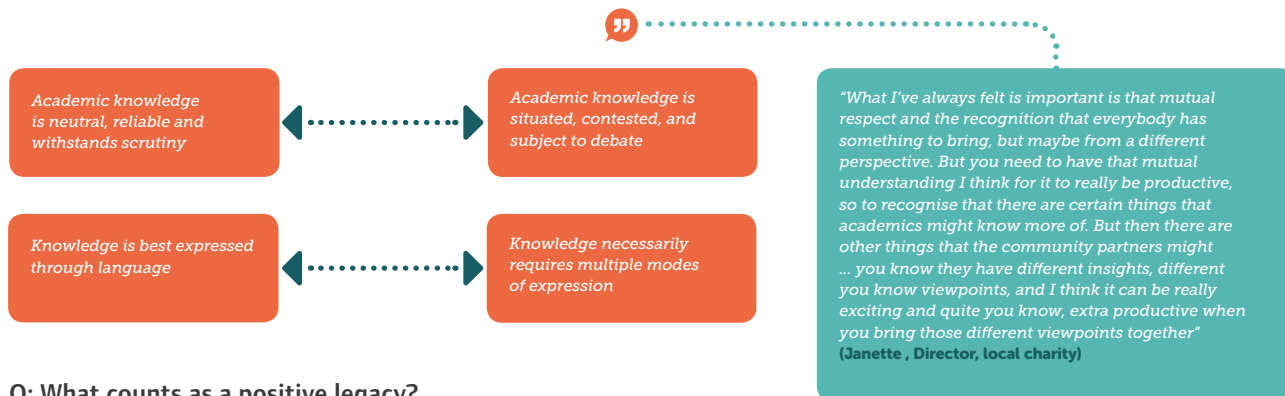 ”
Academic knowledge
is neutral, reliable and
withstands scrutiny
Academic knowledge is
situated, contested, and
subject to debate
Knowledge is best expressed
through language
Knowledge necessarily
requires multiple modes
of expression
“What I’ve always felt is important is that mutual
respect and the recognition that everybody has
something to bring, but maybe from a different
perspective. But you need to have that mutual
understanding I think for it to really be productive,
so to recognise that there are certain things that
academics might know more of. But then there are
other things that the community partners might
... you know they have different insights, different
you know viewpoints, and I think it can be really
exciting and quite you know, extra productive when
you bring those different viewpoints together“
(Janette , Director, local charity)
Q: What counts as a positive legacy?